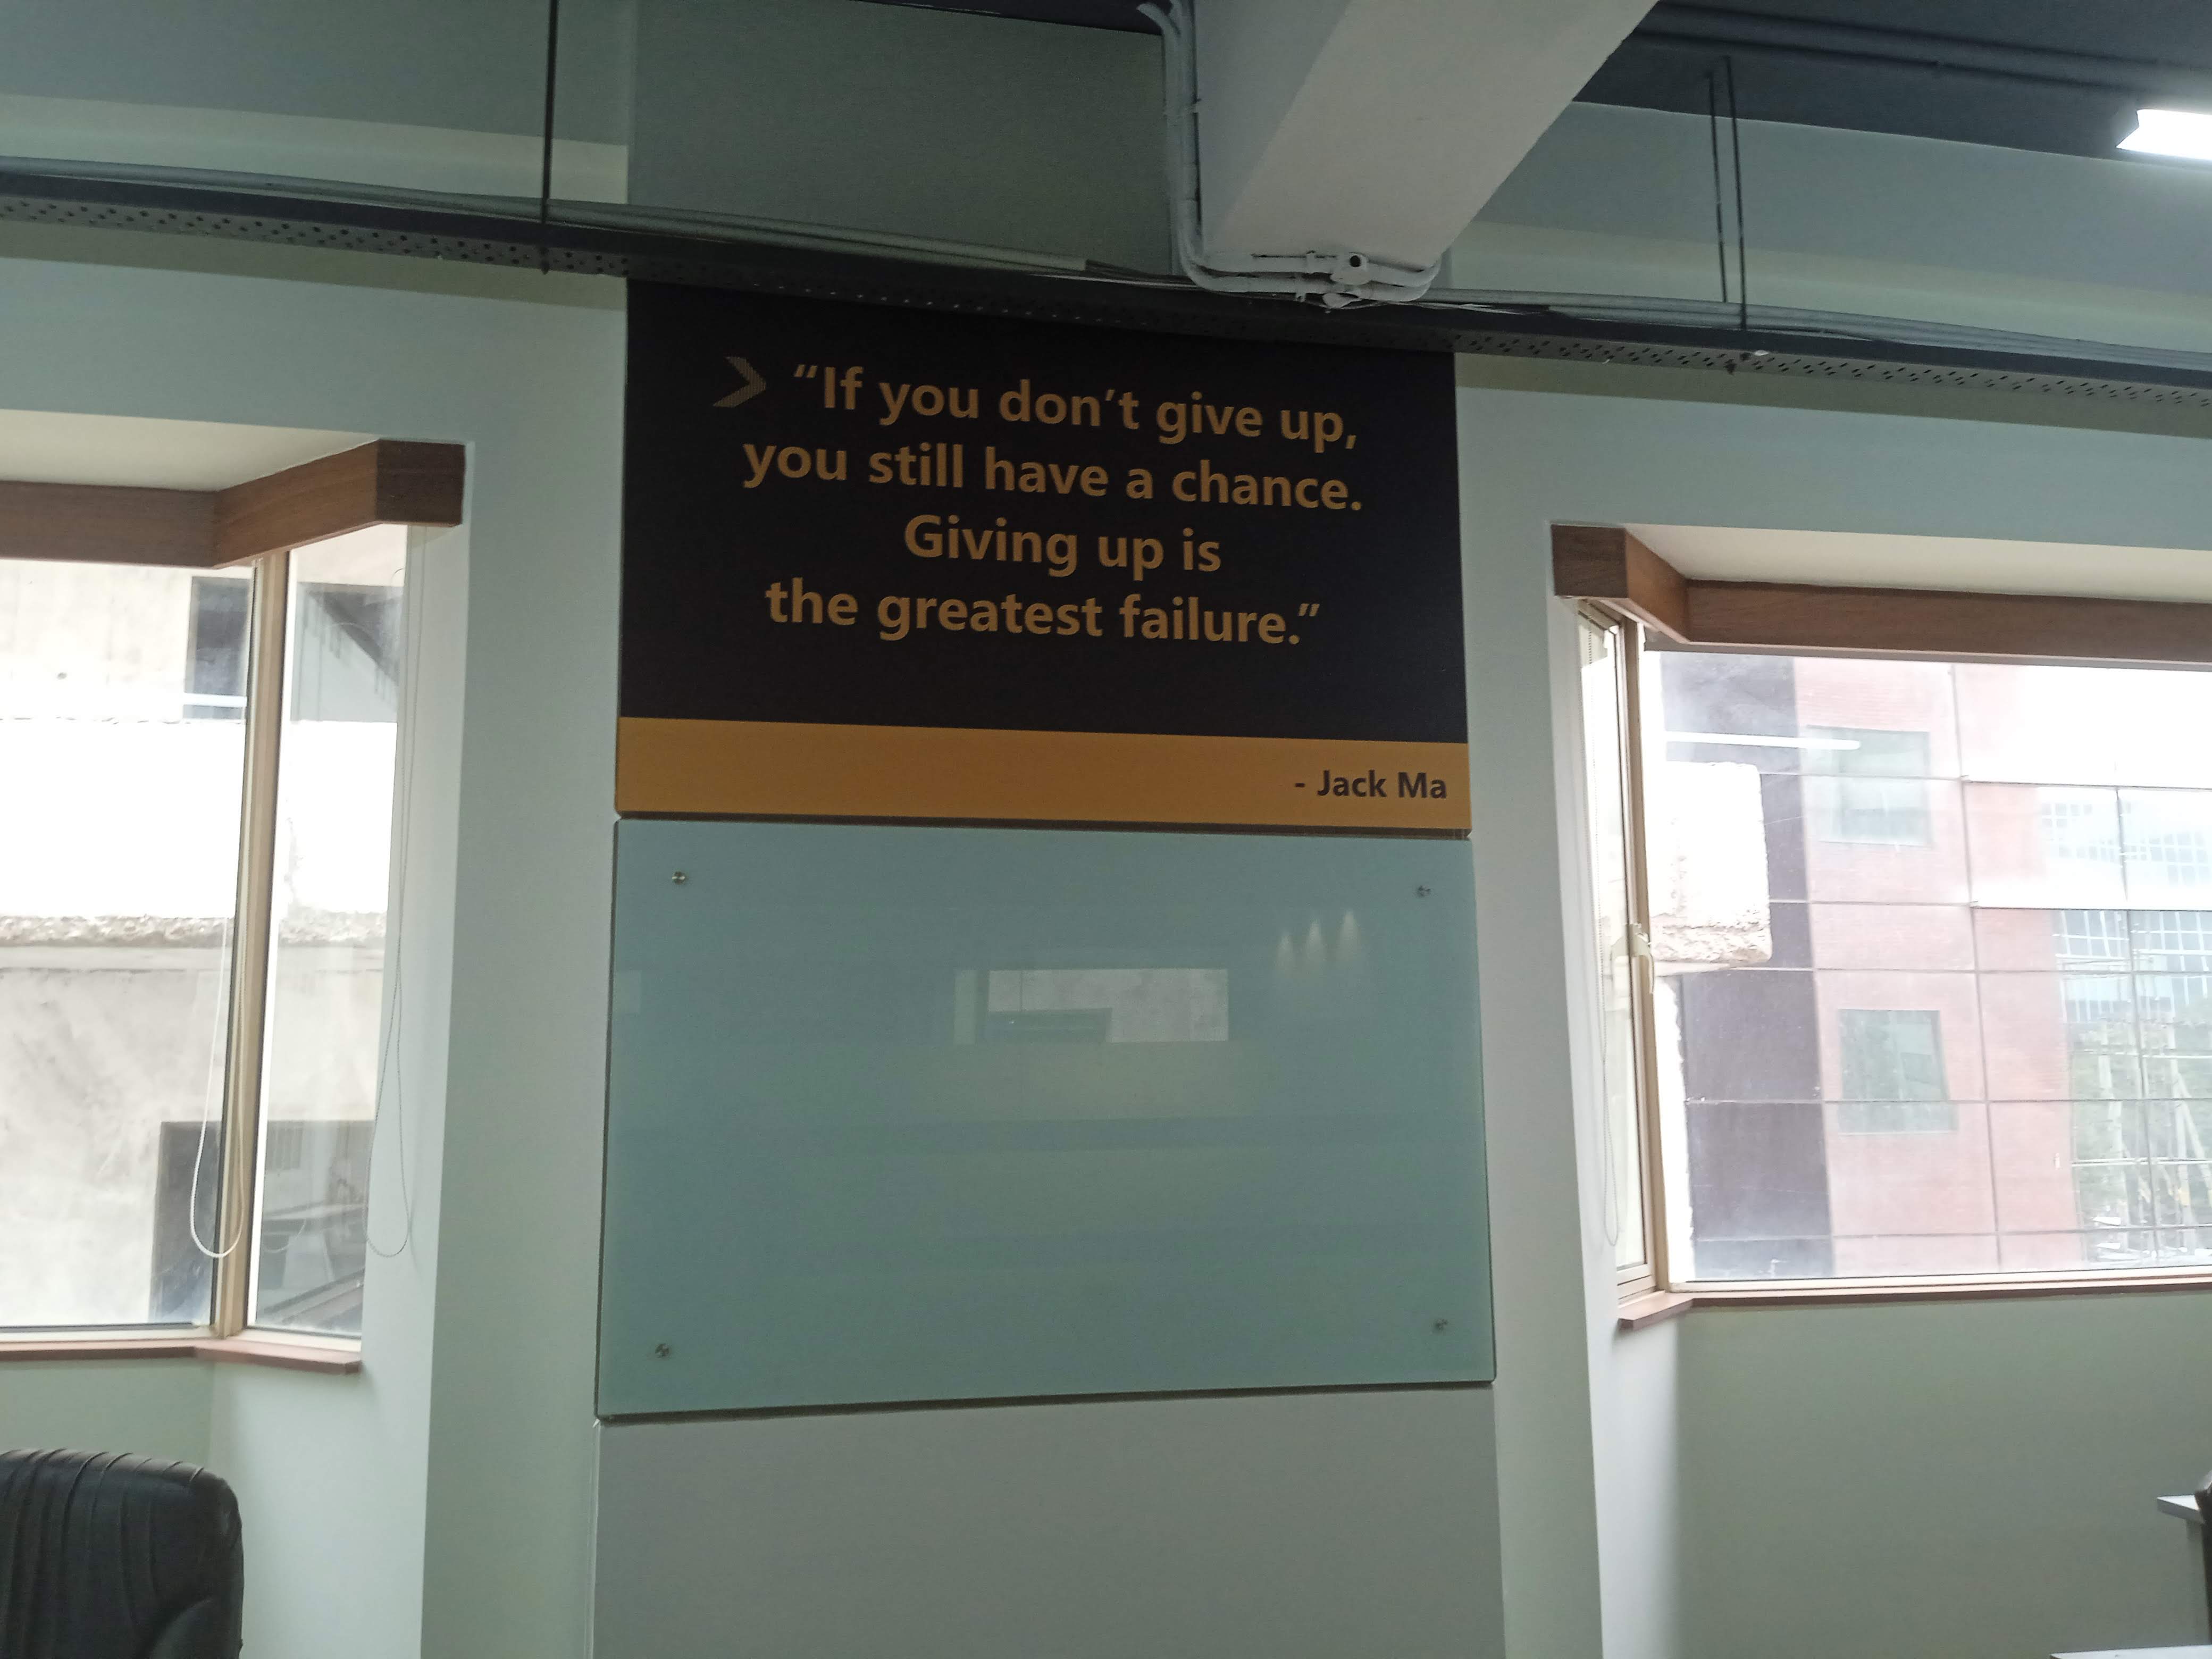 “If you don’t give up,
you still have a chance.
Giving up is
the greatest failure.”
- Jack Ma